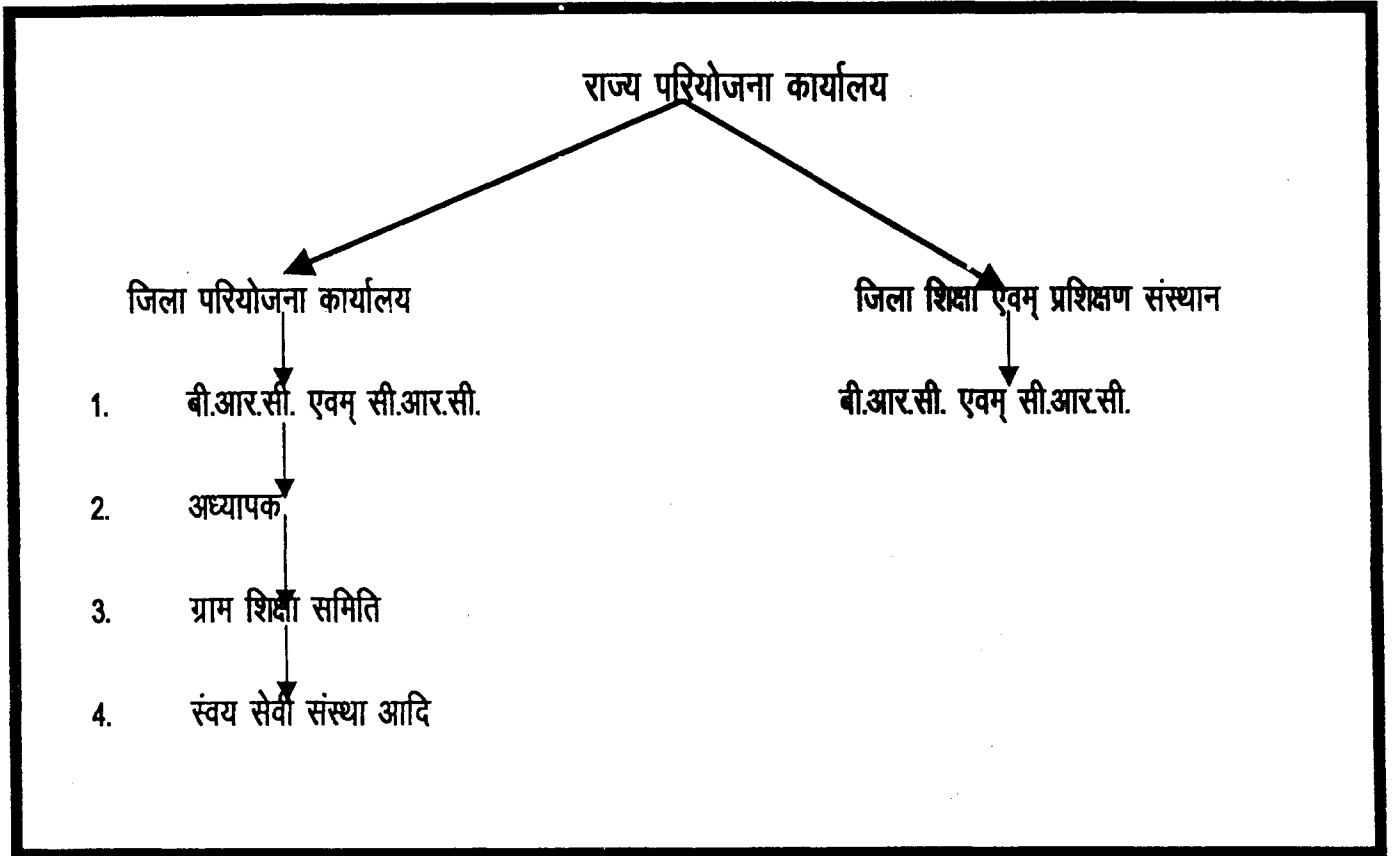 राज्य परियोजना कार्यालय
जिला परियोजना कार्यालय
जिला शिक्षा एवम् प्रशिक्षण संस्थान
1. बी.आर.सी. एवम् सी.आर.सी.
बी.आर.सी. एवम् सी.आर.सी.
2. अध्यापक
3. ग्राम शिक्षा समिति
4. स्ंवय सेवी संस्था आदि